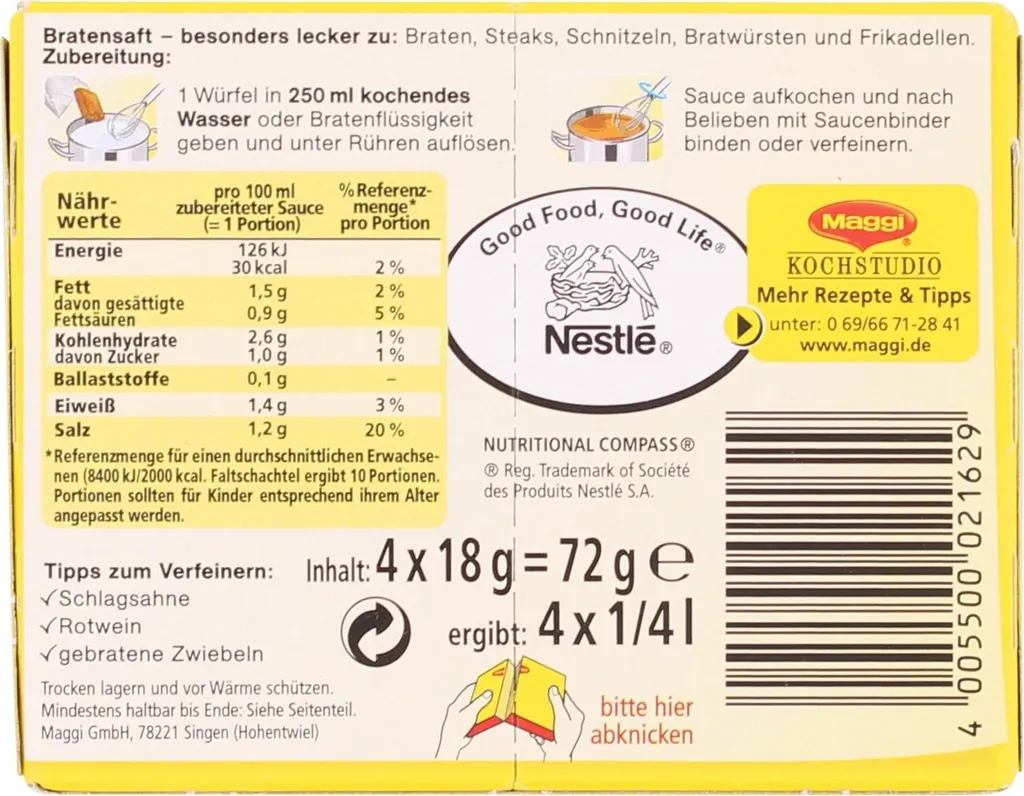 Bratensaft – besonders lecker zu: Braten, Steaks, Schnitzeln, Bratwürsten und Frikadellen.
Zubereitung:
1 Würfel in 250 ml kochendes
Wasser oder Bratenflüssigkeit
geben und unter Rühren auflösen.
Sauce aufkochen und nach
Belieben mit Saucenbinder
binden oder verfeinern.
Nähr-
werte
pro 100 ml
zubereiteter Sauce
(= 1 Portion)
% Referenz-
menge*
pro Portion
Energie 126 kJ
30 kcal 2 %
Fett 1,5 g 2 %
davon gesättigte
Fettsäuren 0,9 g 5 %
Kohlenhydrate 2,6 g 1 %
davon Zucker 1,0 g 1 %
Ballaststoffe 0,1 g –
Eiweiß 1,4 g 3 %
Salz 1,2 g 20 %
*Referenzmenge für einen durchschnittlichen Erwachse-
nen (8400 kJ/2000 kcal. Faltschachtel ergibt 10 Portionen.
Portionen sollten für Kinder entsprechend ihrem Alter
angepasst werden.
Good Food, Good Life®
Nestlé®
Maggi®
KOCHSTUDIO
Mehr Rezepte & Tipps
unter: 0 69/66 71-28 41
www.maggi.de
NUTRITIONAL COMPASS®
® Reg. Trademark of Société
des Produits Nestlé S.A.
Tipps zum Verfeinern:
✓Schlagsahne
✓Rotwein
✓gebratene Zwiebeln
Inhalt: 4 x 18 g = 72 g ℮
ergibt: 4 x 1/4 l
Trocken lagern und vor Wärme schützen.
Mindestens haltbar bis Ende: Siehe Seitenteil.
Maggi GmbH, 78221 Singen (Hohentwiel)
bitte hier
abknicken
4 005500 021629